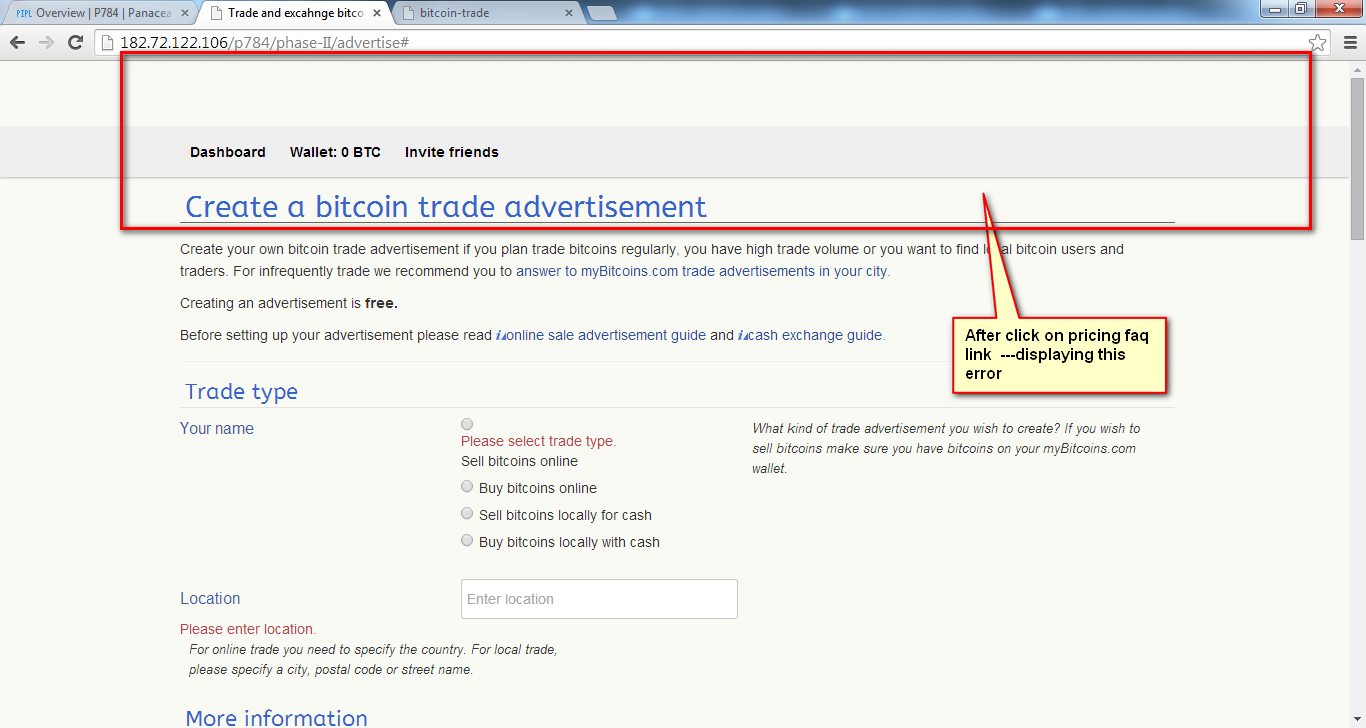 PIPL Overview | P784 | Panacea
Trade and excahnge bitco
bitcoin-trade
182.72.122.106/p784/phase-II/advertise#
Dashboard Wallet: 0 BTC Invite friends
Create a bitcoin trade advertisement
Create your own bitcoin trade advertisement if you plan trade bitcoins regularly, you have high trade volume or you want to find l al bitcoin users and
traders. For infrequently trade we recommend you to answer to myBitcoins.com trade advertisements in your city.
Creating an advertisement is free.
Before setting up your advertisement please read online sale advertisement guide and cash exchange guide.
After click on pricing faq
link ---displaying this
error
Trade type
Your name
Please select trade type.
Sell bitcoins online
Buy bitcoins online
Sell bitcoins locally for cash
Buy bitcoins locally with cash
What kind of trade advertisement you wish to create? If you wish to
sell bitcoins make sure you have bitcoins on your myBitcoins.com
wallet.
Location
Enter location
Please enter location.
For online trade you need to specify the country. For local trade,
please specify a city, postal code or street name.
More information